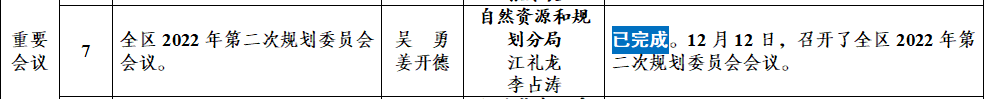 重要
会议
7
全区 2022 年第二次规划委员会
会议。
吴 勇
姜开德
自然资源和规
划分局
江礼龙
李占涛
已完成。12 月 12 日，召开了全区 2022 年第
二次规划委员会会议。